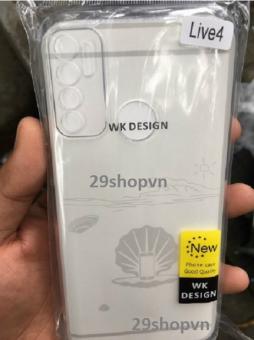 Live4
WK DESIGN
29shopvn
New
Phone case
Good Quality
WK
DESIGN
29shopvn